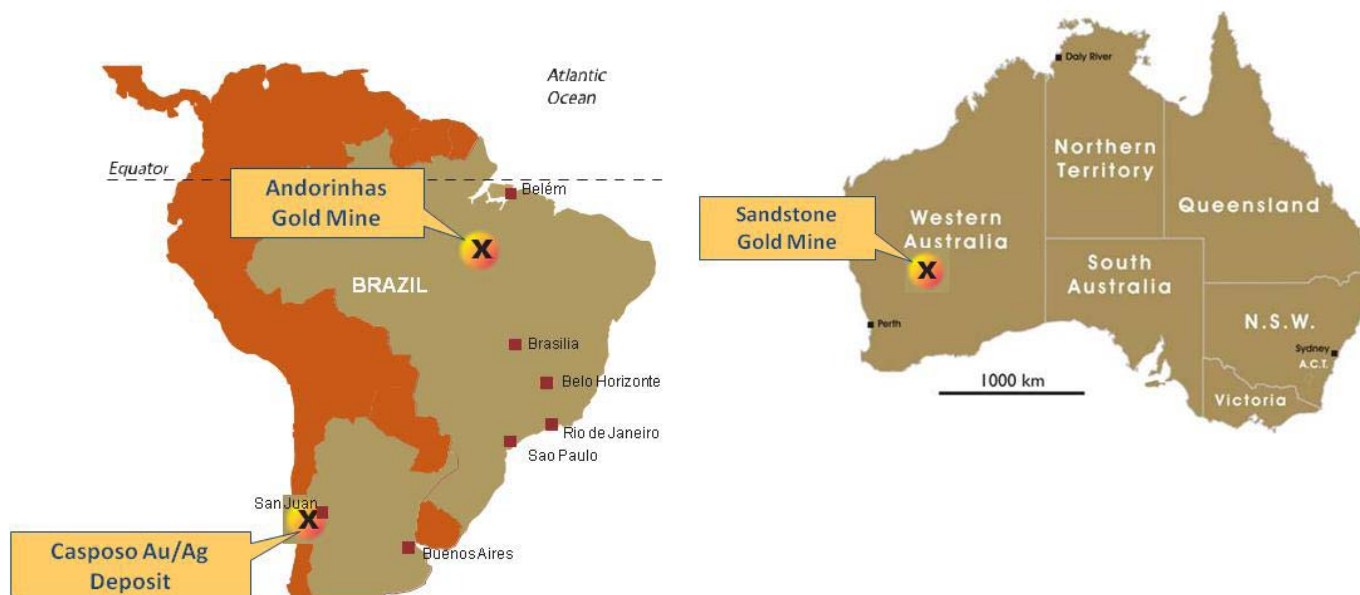 Atlantic
Ocean
Equator
Andorinhas
Gold Mine
Belém
X
BRAZIL
Brasilia
Belo Horizonte
Rio de Janeiro
Sao Paulo
San Juan
X
Casposo Au/Ag
Deposit
Buenos Aires
Daly River
Northern
Territory
Queensland
Sandstone
Gold Mine
Western
Australia
X
South
Australia
Perth
N.S.W.
Sydney
A.C.T.
1000 km
Victoria